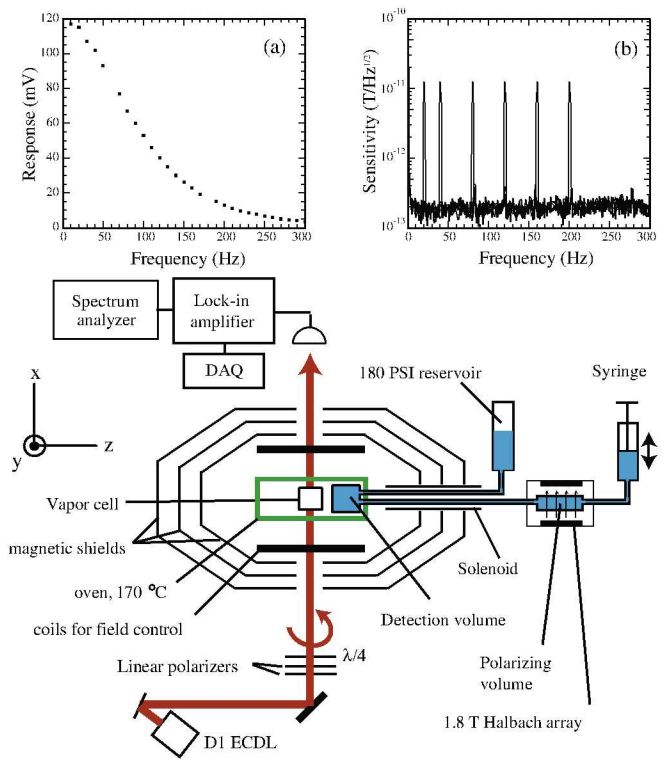 (a)
120
100
80
60
40
20
0
Response (mV)
0 50 100 150 200 250 300
Frequency (Hz)
(b)
10^-10
10^-11
10^-12
10^-13
Sensitivity (T/Hz^1/2)
0 50 100 150 200 250 300
Frequency (Hz)
Spectrum
analyzer
Lock-in
amplifier
DAQ
180 PSI reservoir
Syringe
x
z
y
Vapor cell
magnetic shields
oven, 170 °C
coils for field control
Solenoid
Detection volume
Polarizing
volume
1.8 T Halbach array
λ/4
Linear polarizers
D1 ECDL